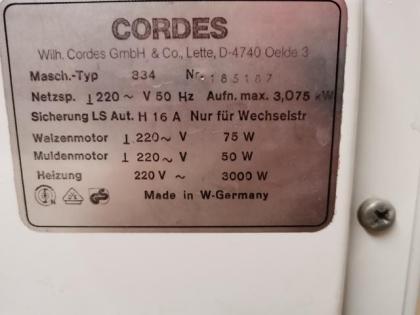 CORDES
Wilh. Cordes GmbH & Co., Lette, D-4740 Oelde 3
Masch.-Typ 334 Nr. 185187
Netzsp. 1 220 ~ V 50 Hz Aufn. max. 3,075 kW
Sicherung LS Aut. H 16 A Nur für Wechselstr
Walzenmotor 1 220 ~ V 75 W
Muldenmotor 1 220 ~ V 50 W
Heizung 220 V ~ 3000 W
Made in W-Germany